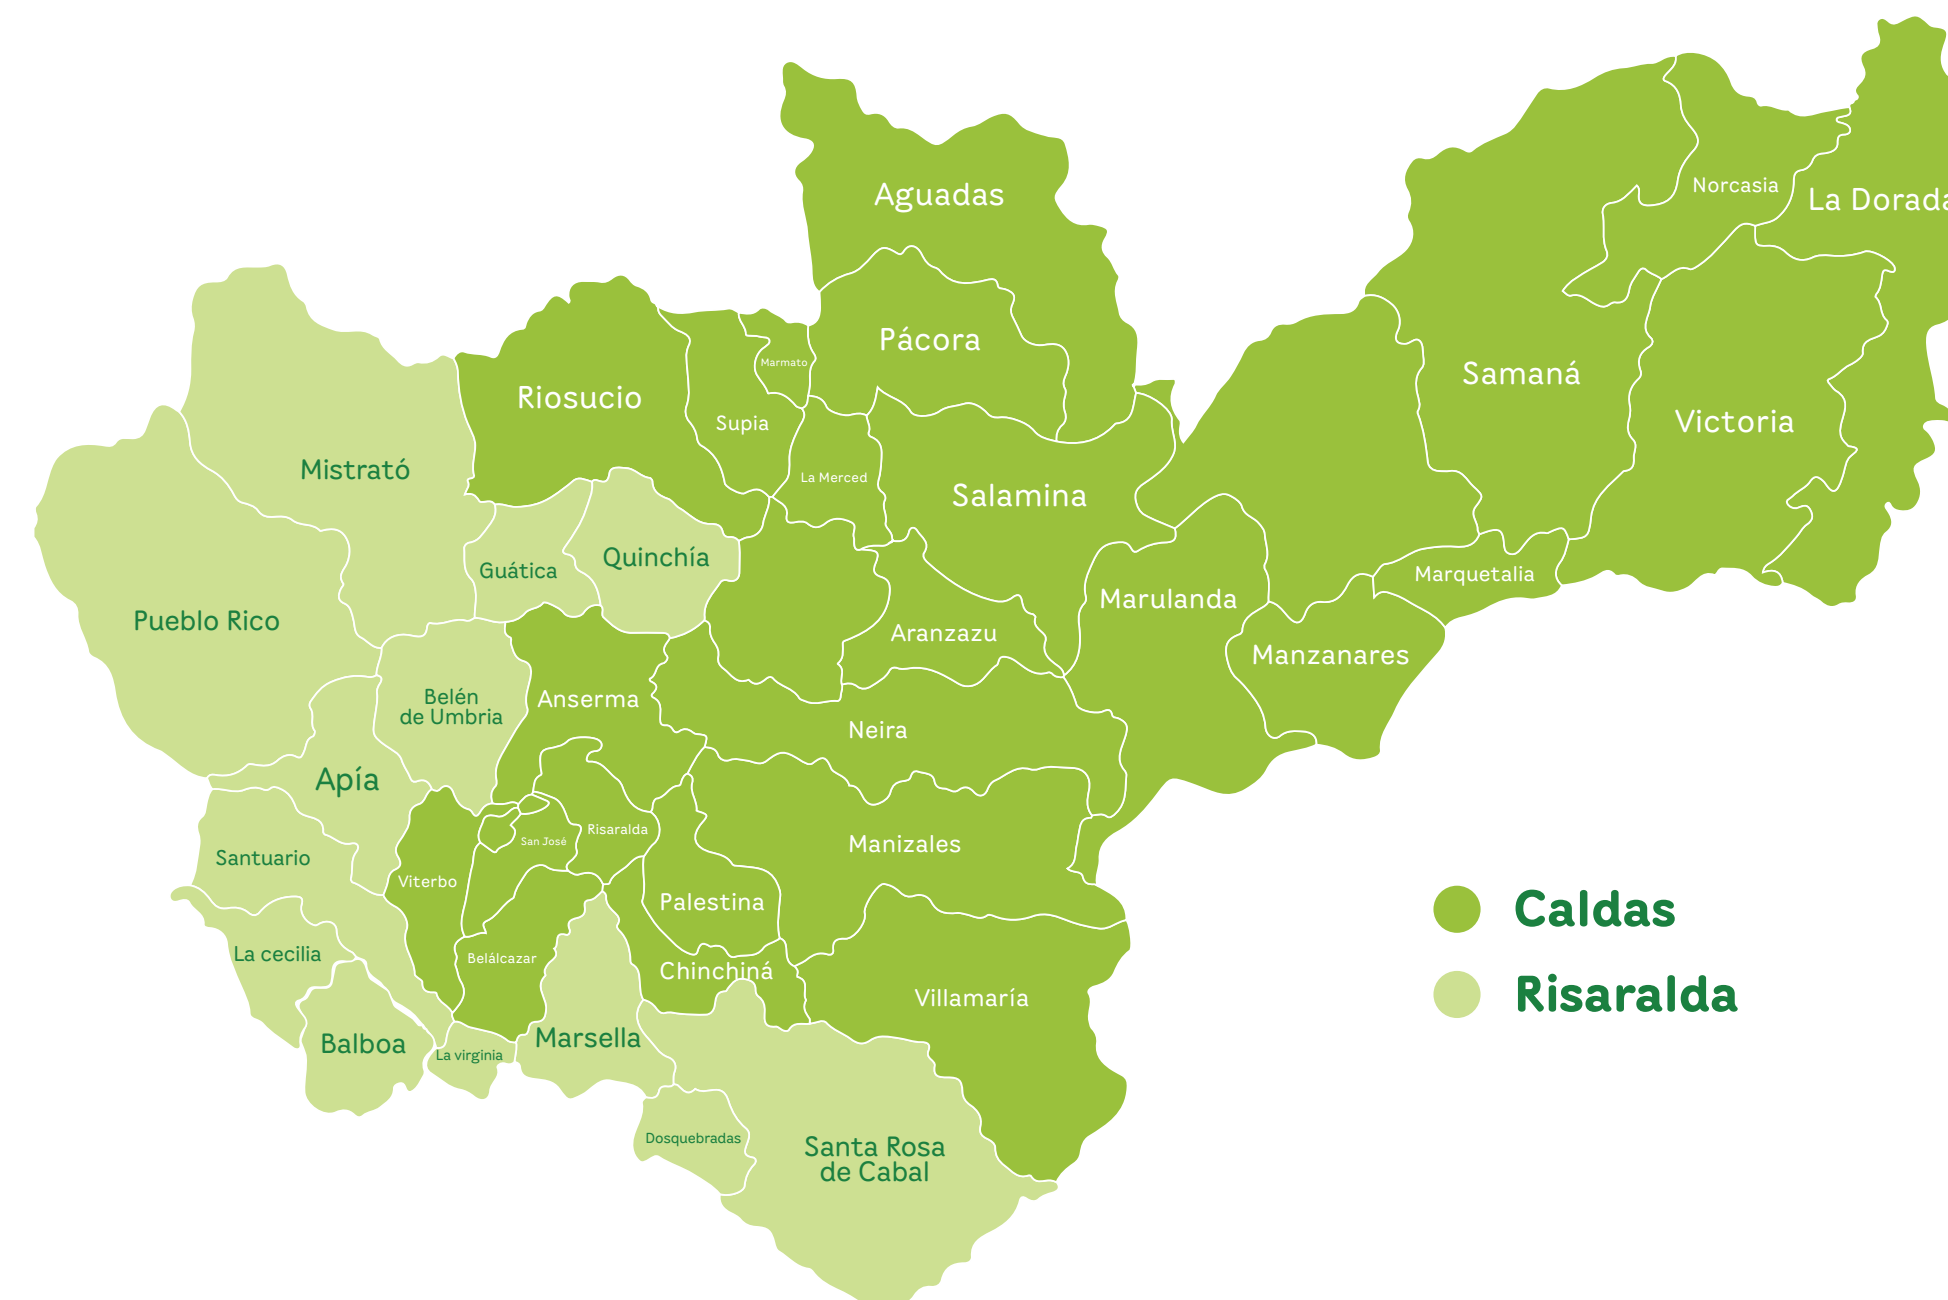 Aguadas
Norcasia
La Dorada
Pácora
Marmato
Samaná
Riosucio
Supia
Victoria
Mistrató
La Merced
Salamina
Quinchía
Guática
Marquetalia
Marulanda
Pueblo Rico
Aranzazu
Manzanares
Belén
de Umbria
Anserma
Neira
Apía
Risaralda
San José
Manizales
Santuario
Viterbo
Palestina
Caldas
La cecilia
Belálcazar
Chinchiná
Villamaría
Risaralda
Balboa
La virginia
Marsella
Dosquebradas
Santa Rosa
de Cabal